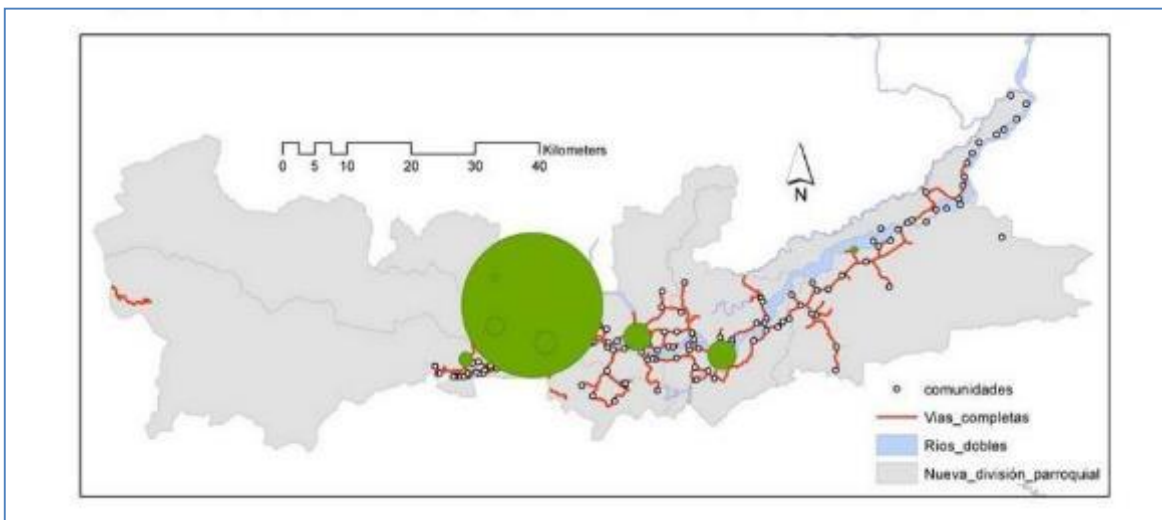 Kilometers
0 5 10 20 30 40
N
comunidades
Vias_completas
Rios_dobles
Nueva_división_parroquial